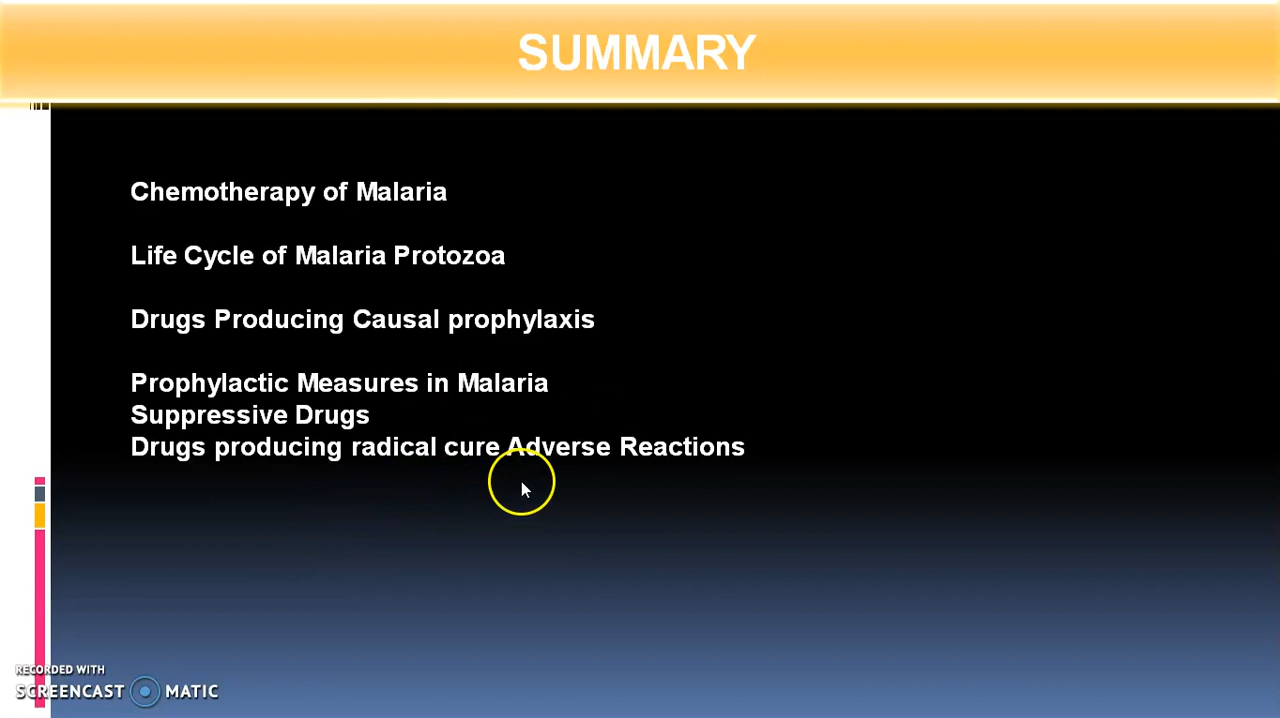 SUMMARY
Chemotherapy of Malaria
Life Cycle of Malaria Protozoa
Drugs Producing Causal prophylaxis
Prophylactic Measures in Malaria
Suppressive Drugs
Drugs producing radical cure Adverse Reactions
RECORDED WITH
SCREENCAST MATIC